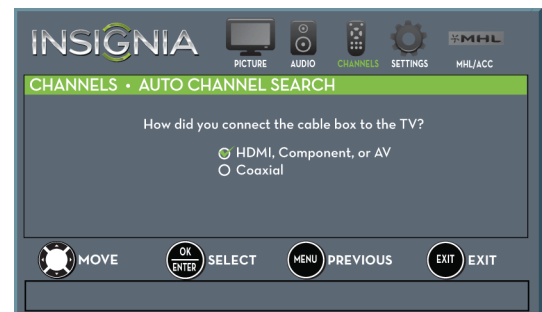 INSIGNIA
PICTURE AUDIO CHANNELS SETTINGS MHL/ACC
MHL
CHANNELS • AUTO CHANNEL SEARCH
How did you connect the cable box to the TV?
HDMI, Component, or AV
Coaxial
MOVE OK ENTER SELECT MENU PREVIOUS EXIT EXIT